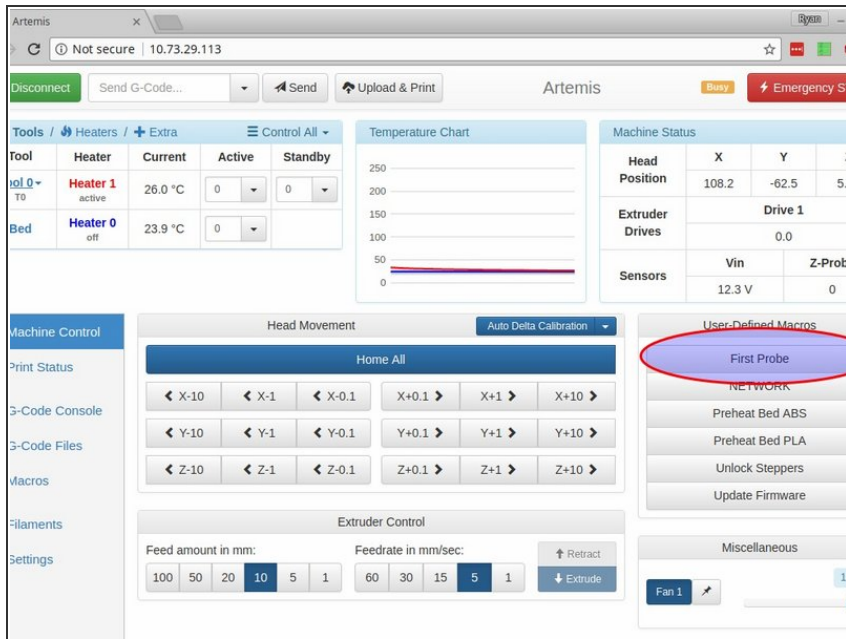 Artemis
Ryan
Not secure | 10.73.29.113
Disconnect Send G-Code... Send Upload & Print Artemis Busy Emergency S
Tools / Heaters / Extra Control All
Tool Heater Current Active Standby
ool 0 Heater 1 26.0 °C 0 0
T0 active
Bed Heater 0 23.9 °C 0
off
Temperature Chart
250
200
150
100
50
0
Machine Status
Head Position X Y
108.2 -62.5 5.
Extruder Drives Drive 1
0.0
Sensors Vin Z-Prob
12.3 V 0
Machine Control
Print Status
G-Code Console
G-Code Files
Macros
Filaments
Settings
Head Movement Auto Delta Calibration
Home All
X-10 X-1 X-0.1 X+0.1 X+1 X+10
Y-10 Y-1 Y-0.1 Y+0.1 Y+1 Y+10
Z-10 Z-1 Z-0.1 Z+0.1 Z+1 Z+10
Extruder Control
Feed amount in mm: Feedrate in mm/sec:
100 50 20 10 5 1 60 30 15 5 1
Retract
Extrude
User-Defined Macros
First Probe
NETWORK
Preheat Bed ABS
Preheat Bed PLA
Unlock Steppers
Update Firmware
Miscellaneous
Fan 1 1